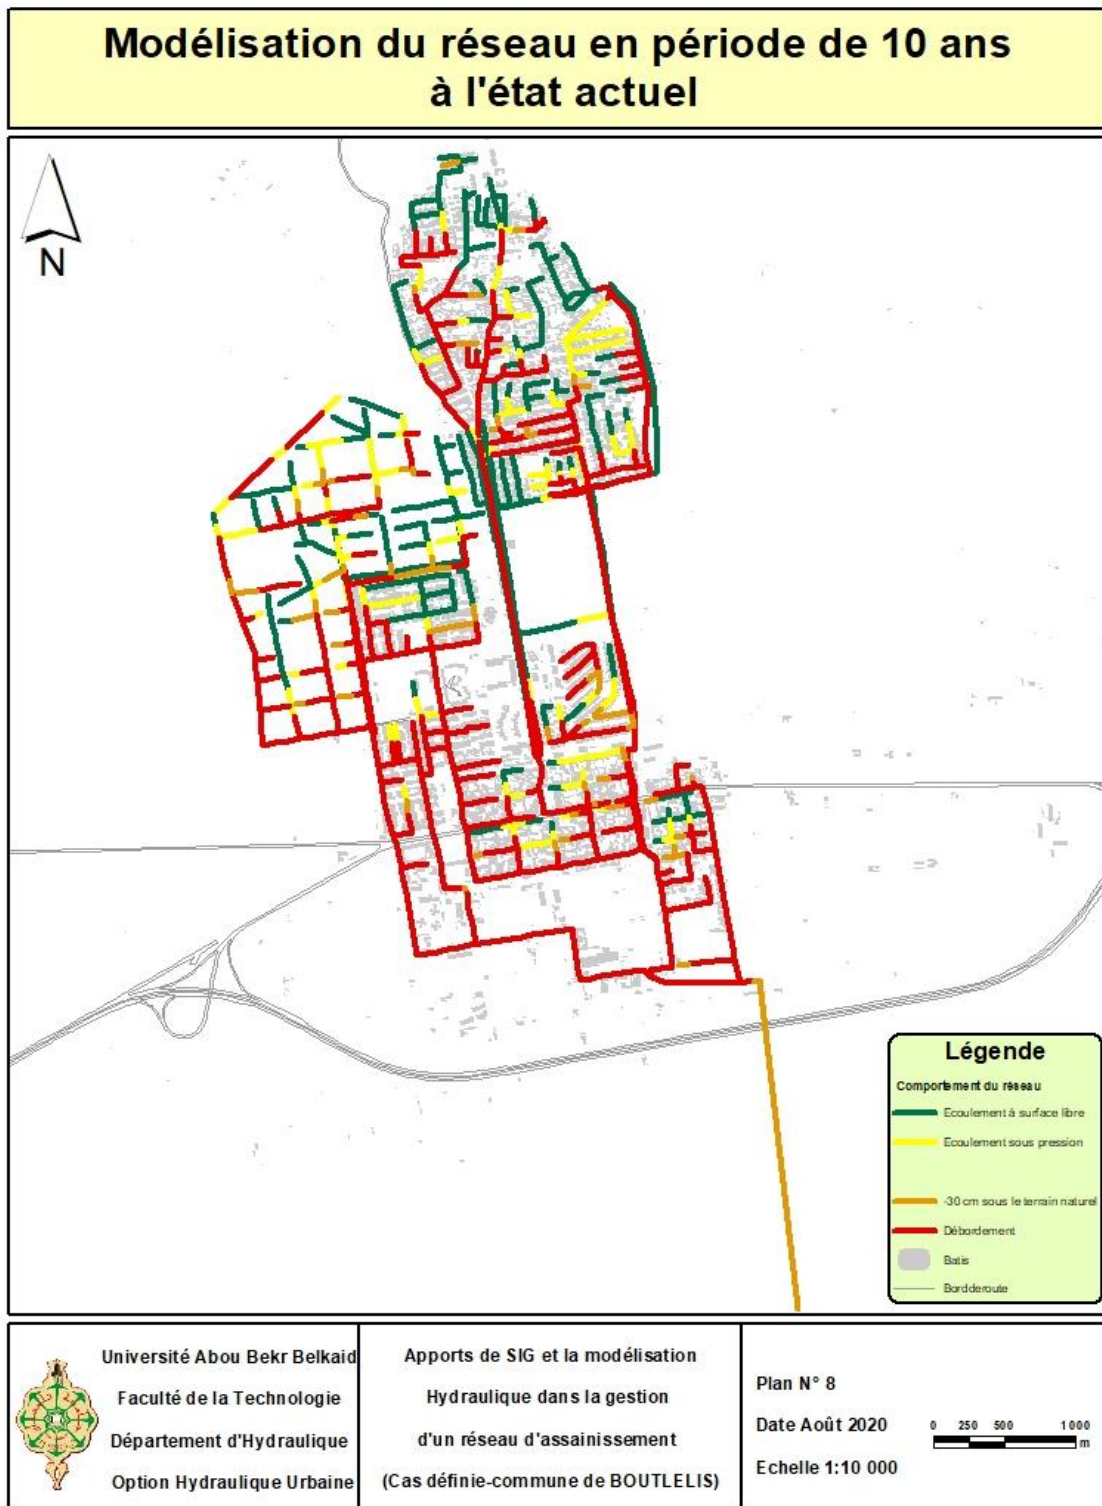 Modélisation du réseau en période de 10 ans
à l'état actuel
N
Légende
Comportement du réseau
Ecoulement à surface libre
Ecoulement sous pression
-30 cm sous le terrain naturel
Débordement
Batis
Bordderoute
Université Abou Bekr Belkaid
Faculté de la Technologie
Département d'Hydraulique
Option Hydraulique Urbaine
Apports de SIG et la modélisation
Hydraulique dans la gestion
d'un réseau d'assainissement
(Cas définie-commune de BOUTLELIS)
Plan N° 8
Date Août 2020
Echelle 1:10 000
0 250 500 1 000
m